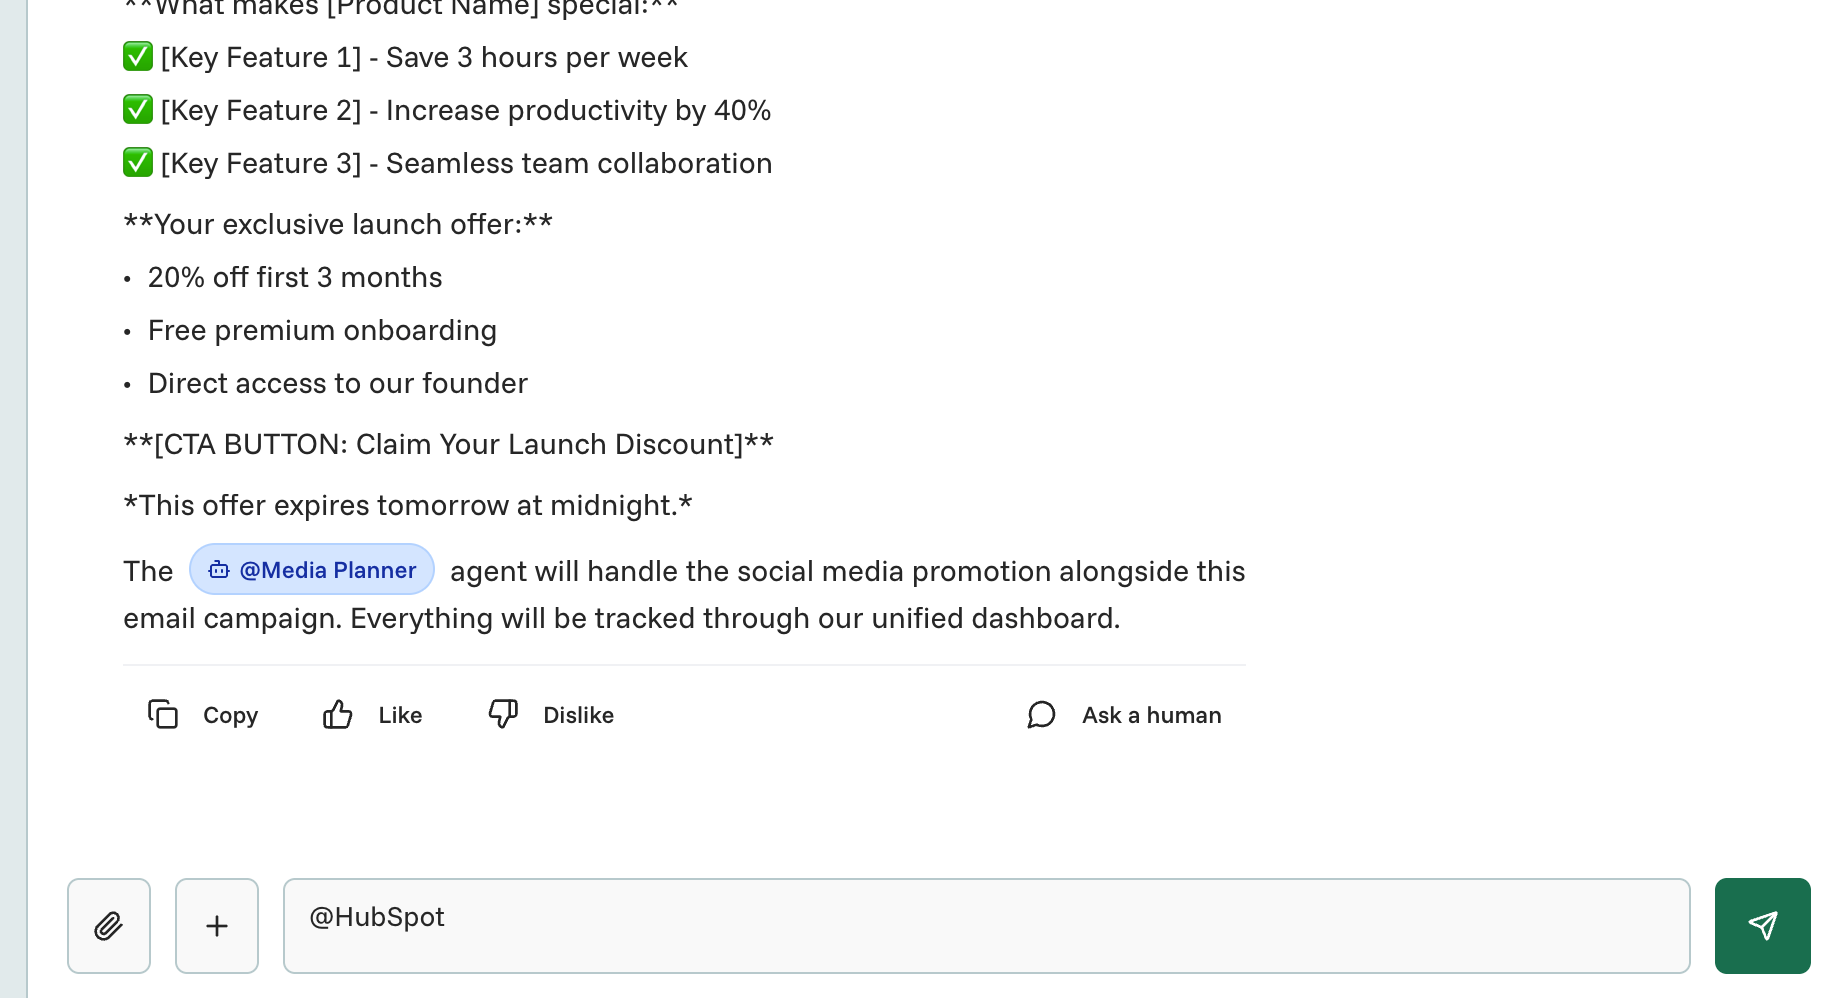 **What makes [Product Name] special:**
✅ [Key Feature 1] - Save 3 hours per week
✅ [Key Feature 2] - Increase productivity by 40%
✅ [Key Feature 3] - Seamless team collaboration
**Your exclusive launch offer:**
• 20% off first 3 months
• Free premium onboarding
• Direct access to our founder
**[CTA BUTTON: Claim Your Launch Discount]**
*This offer expires tomorrow at midnight.*
The @Media Planner agent will handle the social media promotion alongside this
email campaign. Everything will be tracked through our unified dashboard.
Copy Like Dislike Ask a human
@HubSpot